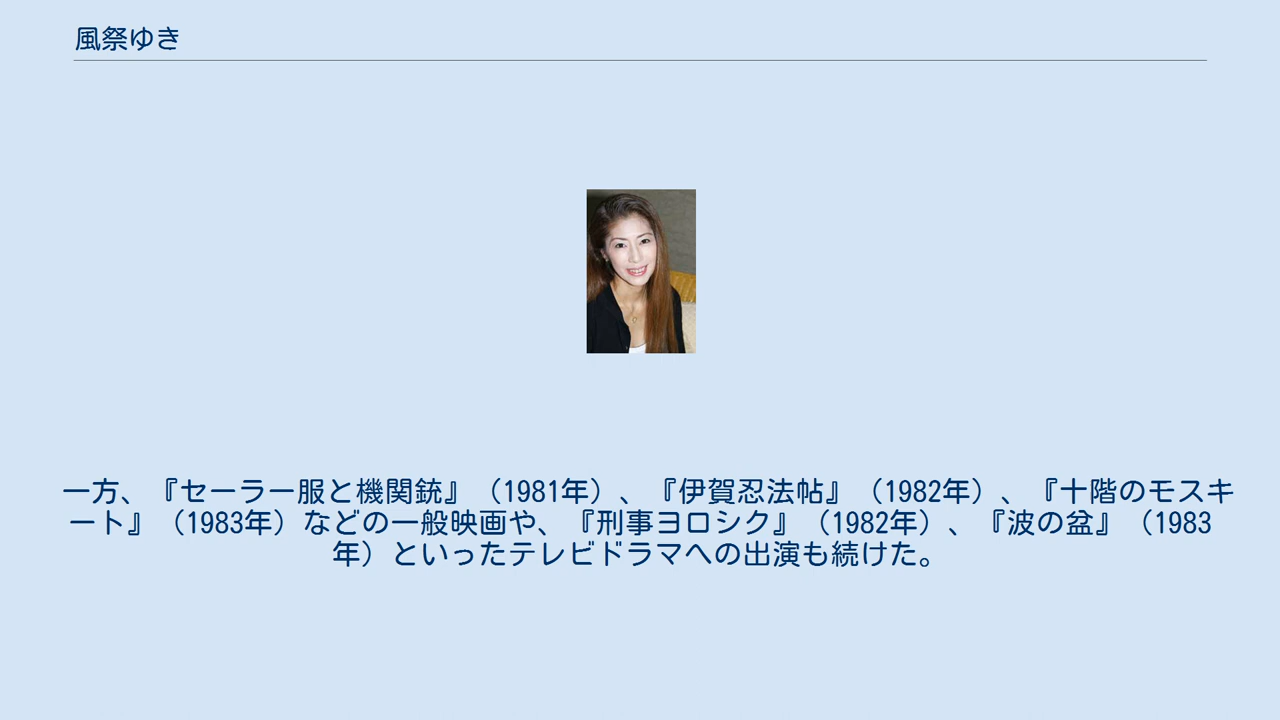 風祭ゆき
一方、『セーラー服と機関銃』（1981年）、『伊賀忍法帖』（1982年）、『十階のモスキ
ート』（1983年）などの一般映画や、『刑事ヨロシク』（1982年）、『波の盆』（1983
年）といったテレビドラマへの出演も続けた。